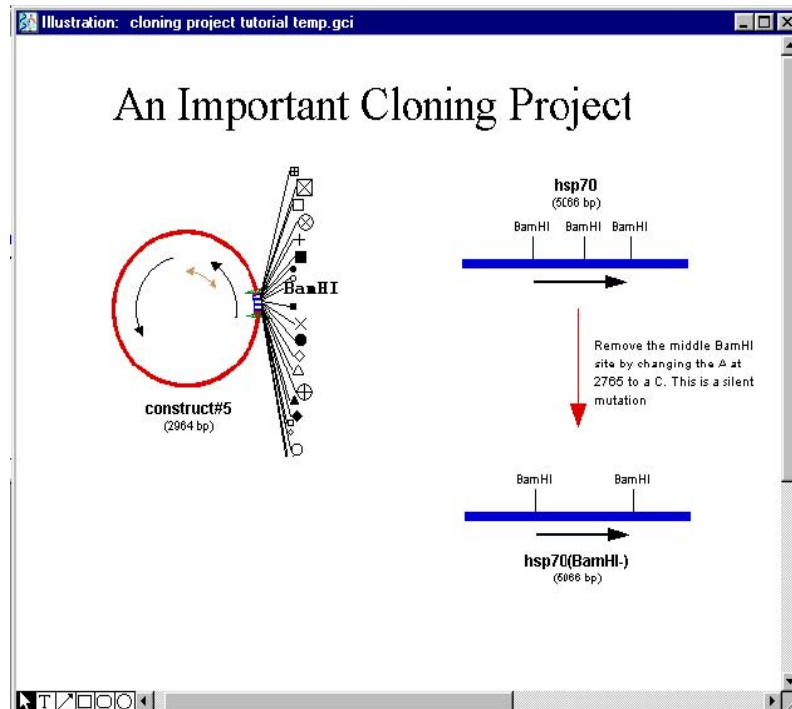 Illustration: cloning project tutorial temp.gci
An Important Cloning Project
BamHI
construct#5
(2964 bp)
hsp70
(5066 bp)
BamHI BamHI BamHI
Remove the middle BamHI
site by changing the A at
2765 to a C. This is a silent
mutation
BamHI BamHI
hsp70(BamHI-)
(5066 bp)
T